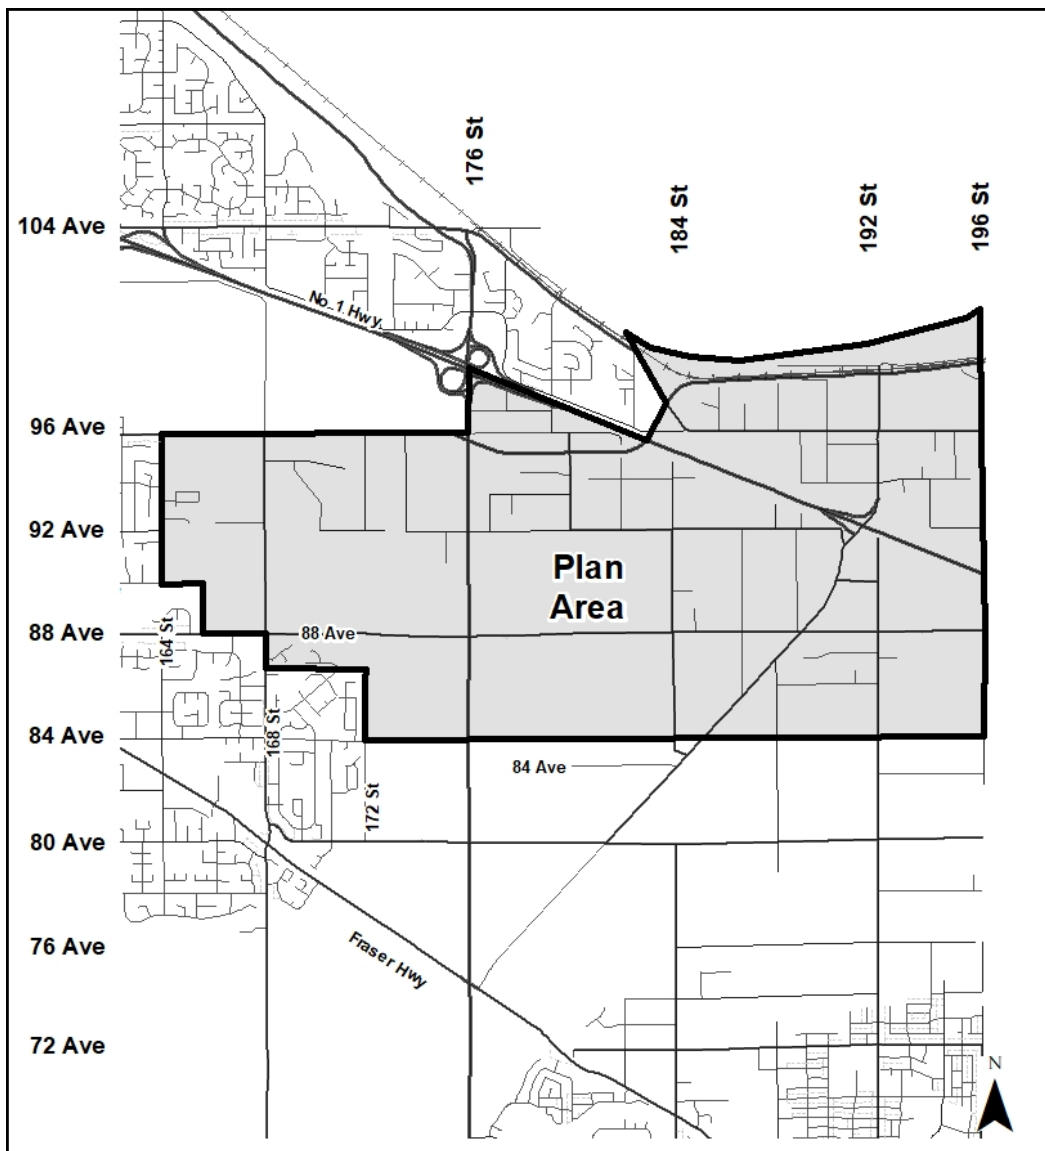 176 St
184 St
192 St
196 St
104 Ave
No. 1 Hwy.
96 Ave
92 Ave
Plan
Area
88 Ave
164 St
88 Ave
84 Ave
168 St
84 Ave
172 St
80 Ave
76 Ave
Fraser Hwy
72 Ave
N